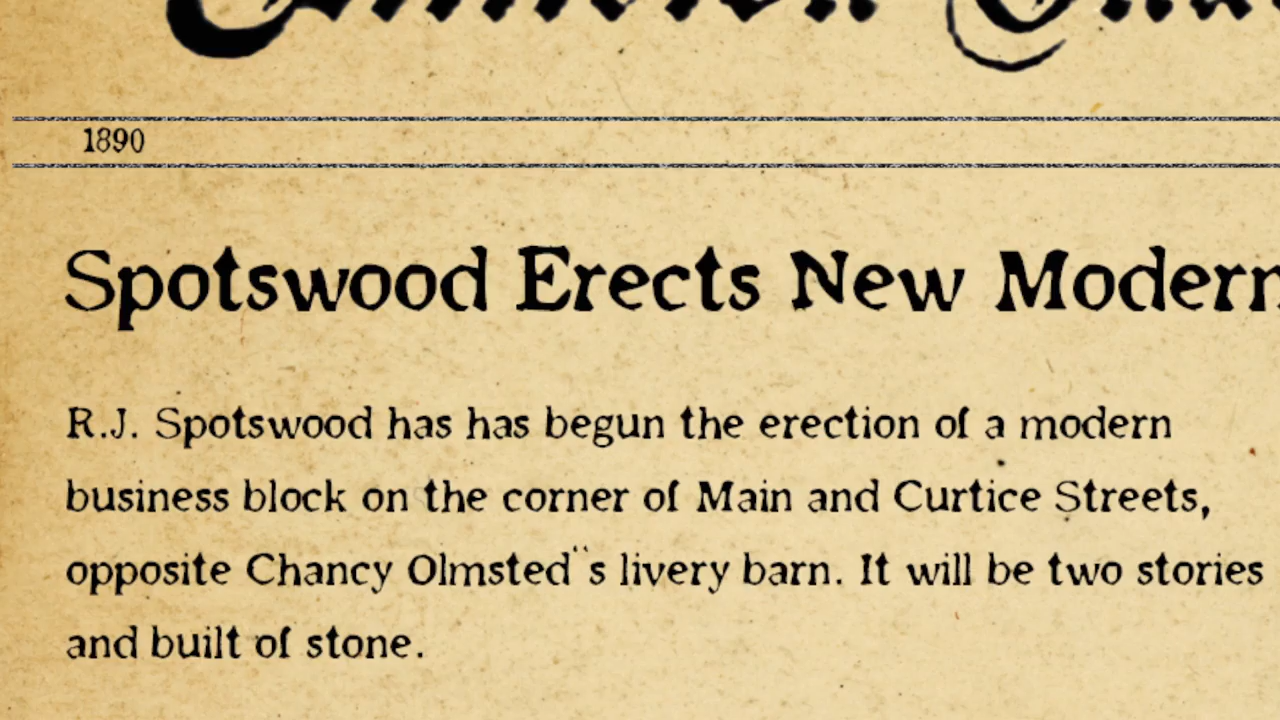 1890
Spotswood Erects New Modern
R.J. Spotswood has has begun the erection of a modern
business block on the corner of Main and Curtice Streets,
opposite Chancy Olmsted¨s livery barn. It will be two stories
and built of stone.